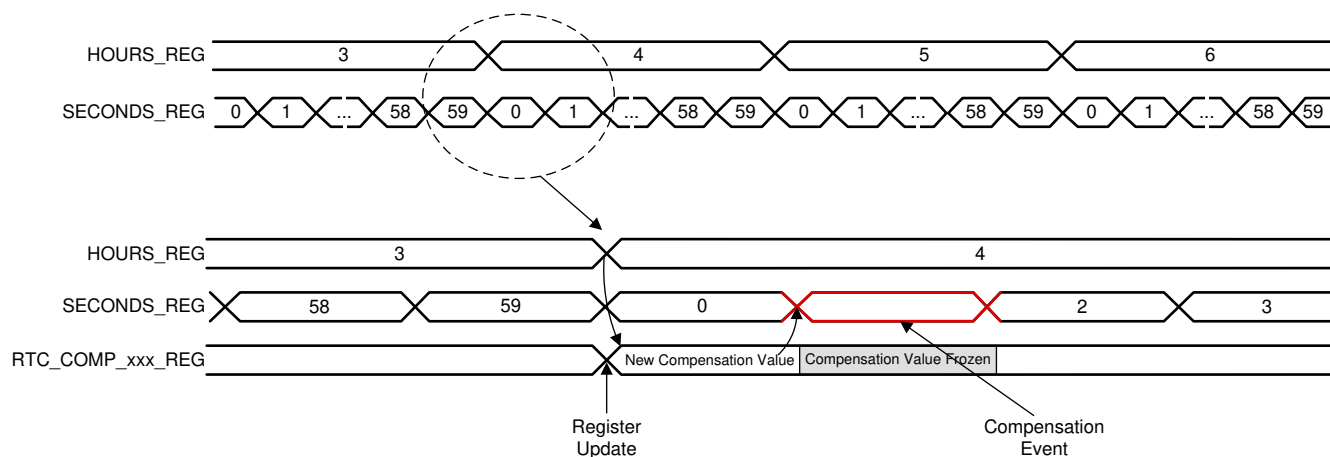 HOURS_REG 3 4 5 6
SECONDS_REG 0 1 ... 58 59 0 1 ... 58 59 0 1 ... 58 59 0 1 ... 58 59
HOURS_REG 3 4
SECONDS_REG 58 59 0 2 3
RTC_COMP_xxx_REG New Compensation Value Compensation Value Frozen
Register
Update
Compensation
Event